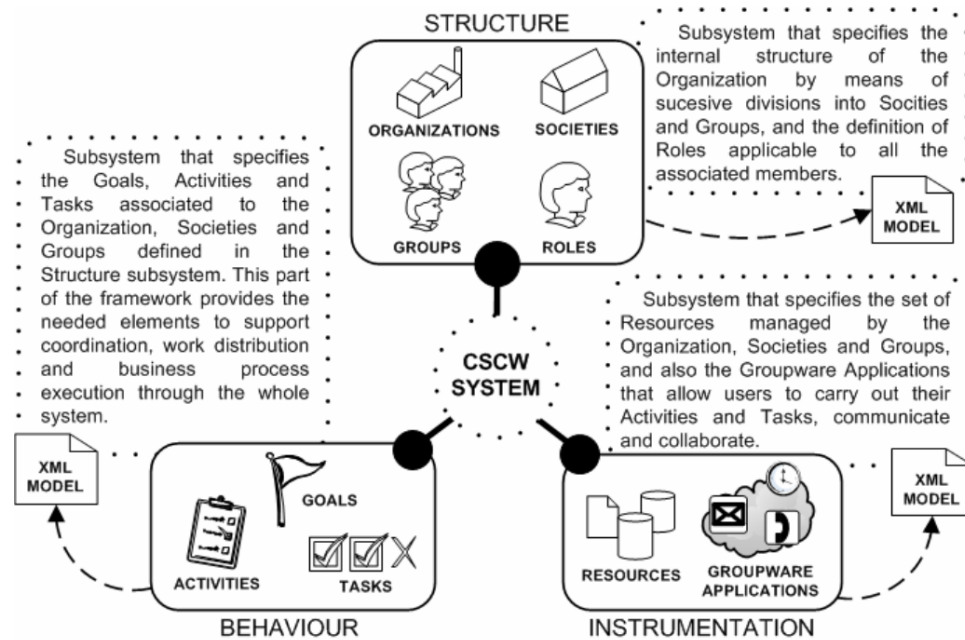 STRUCTURE
ORGANIZATIONS
SOCIETIES
GROUPS
ROLES
Subsystem that specifies the
internal structure of the
Organization by means of
sucesive divisions into Socities
and Groups, and the definition of
Roles applicable to all the
associated members.
XML
MODEL
Subsystem that specifies
the Goals, Activities and
Tasks associated to the
Organization, Societies and
Groups defined in the
Structure subsystem. This part
of the framework provides the
needed elements to support
coordination, work distribution
and business process
execution through the whole
system.
XML
MODEL
CSCW
SYSTEM
Subsystem that specifies the set of
Resources managed by the
Organization, Societies and Groups,
and also the Groupware Applications
that allow users to carry out their
Activities and Tasks, communicate
and collaborate.
XML
MODEL
GOALS
ACTIVITIES
TASKS
BEHAVIOUR
RESOURCES
GROUPWARE
APPLICATIONS
INSTRUMENTATION